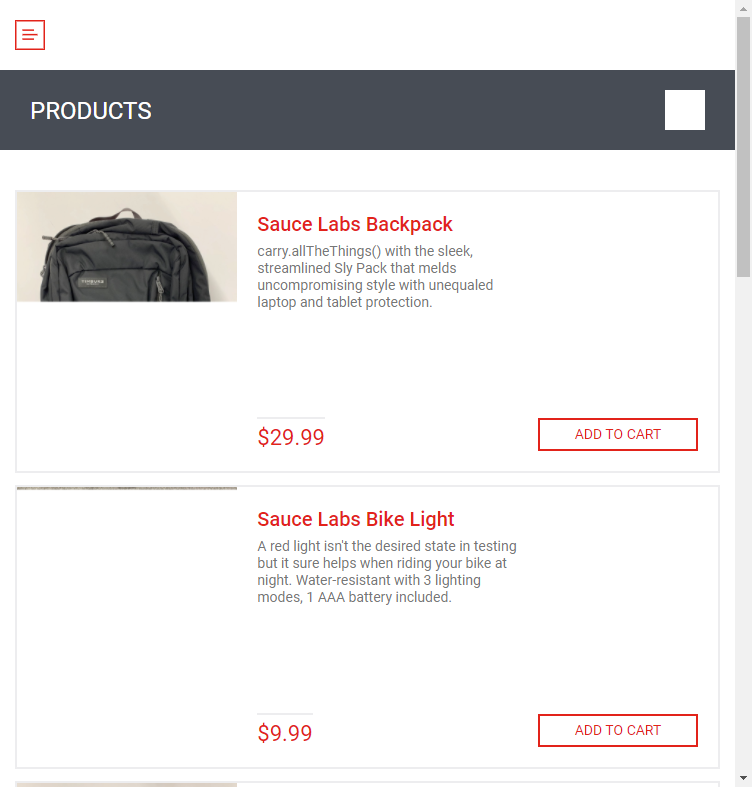 PRODUCTS
Sauce Labs Backpack
carry.allTheThings() with the sleek,
streamlined Sly Pack that melds
uncompromising style with unequaled
laptop and tablet protection.
$29.99
ADD TO CART
Sauce Labs Bike Light
A red light isn't the desired state in testing
but it sure helps when riding your bike at
night. Water-resistant with 3 lighting
modes, 1 AAA battery included.
$9.99
ADD TO CART